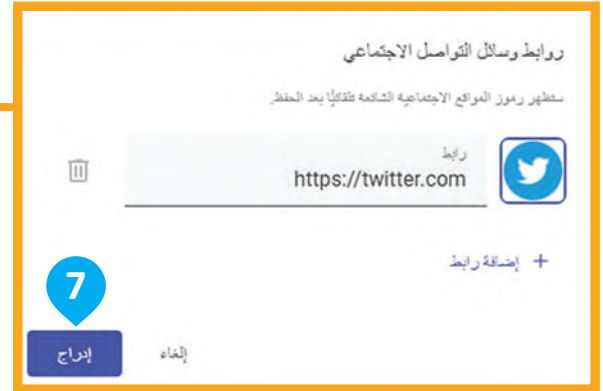 روابط وسائل التواصل الاجتماعي
ستظهر رموز المواقع الاجتماعية الشائعة تلقائيًا بعد الحفظ.
رابط
https://twitter.com
+ إضافة رابط
7
إلغاء
إدراج